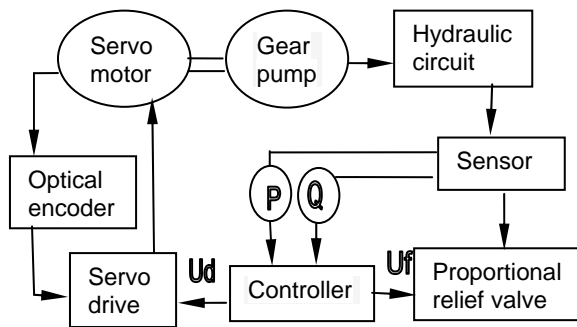 Servo
motor
Gear
pump
Hydraulic
circuit
Optical
encoder
P
Q
Sensor
Servo
drive
Ud
Controller
Uf
Proportional
relief valve